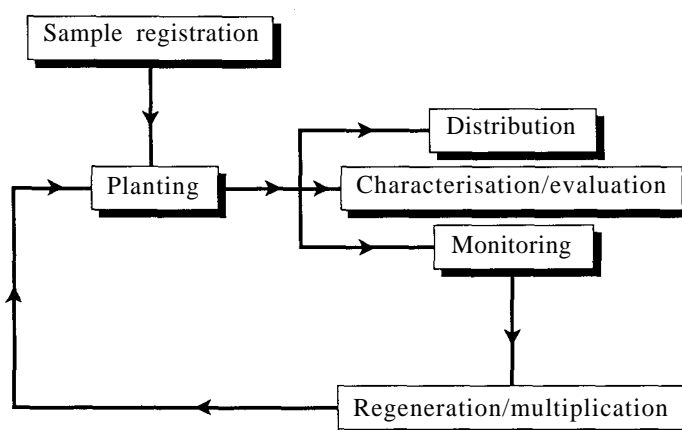 Sample registration
Distribution
Planting
Characterisation/evaluation
Monitoring
Regeneration/multiplication